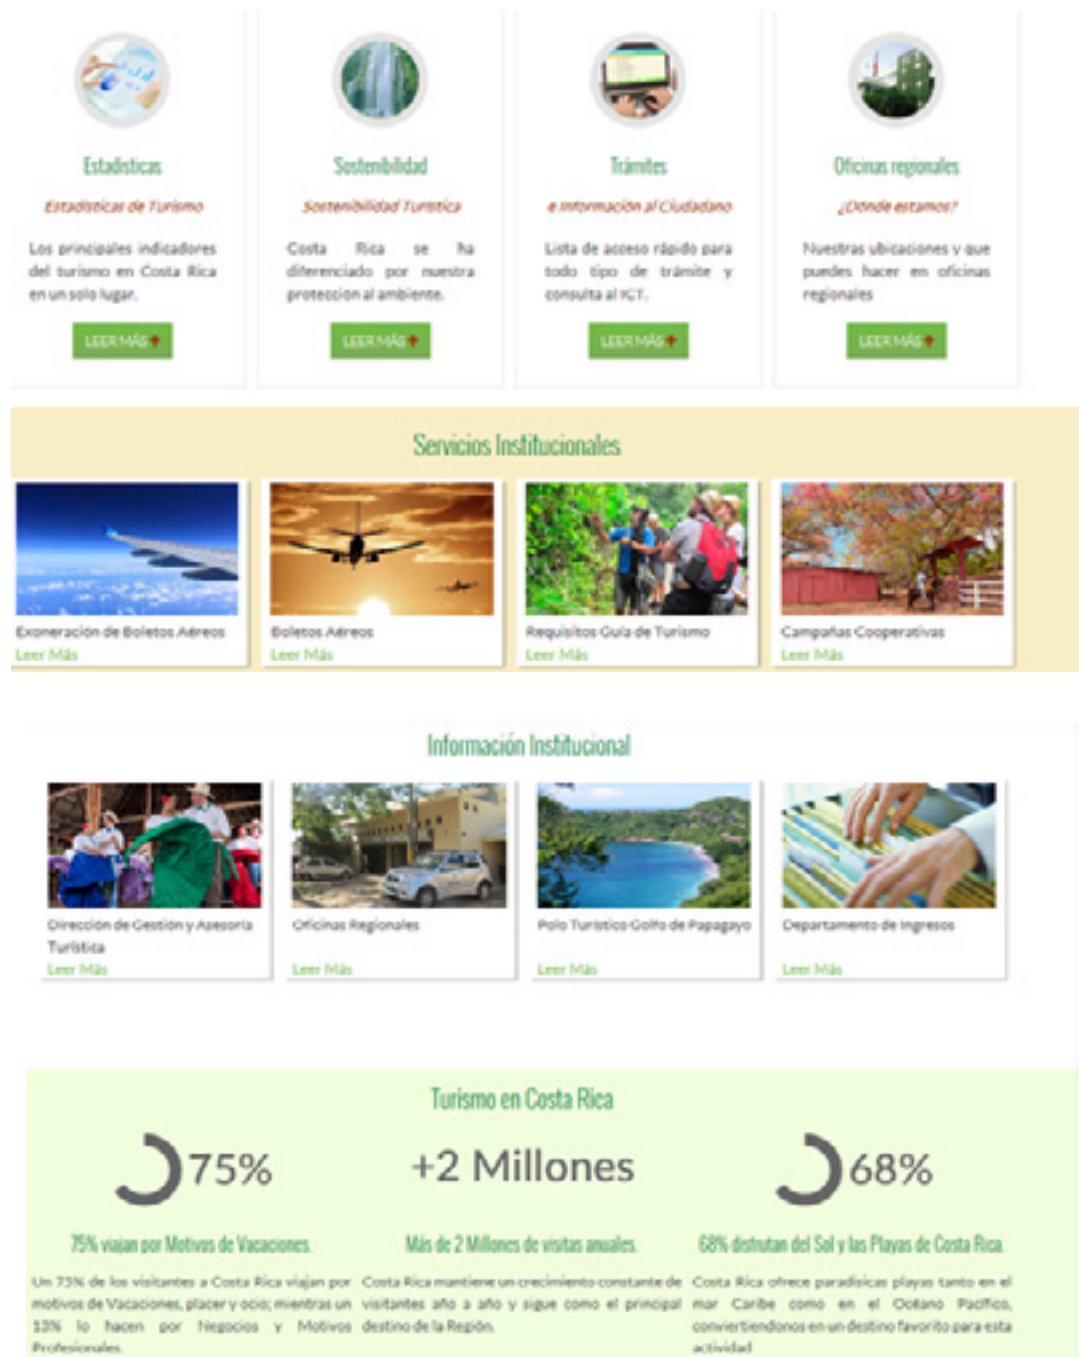 Estadísticas
Estadísticas de Turismo
Los principales indicadores
del turismo en Costa Rica
en un solo lugar.
LEER MÁS
Sostenibilidad
Sostenibilidad Turística
Costa Rica se ha
diferenciado por nuestra
protección al ambiente.
LEER MÁS
Trámites
e Información al Ciudadano
Lista de acceso rápido para
todo tipo de trámite y
consulta al ICT.
LEER MÁS
Oficinas regionales
¿Dónde estamos?
Nuestras ubicaciones y que
puedes hacer en oficinas
regionales
LEER MÁS
Servicios Institucionales
Exoneración de Boletos Aéreos
Leer Más
Boletos Aéreos
Leer Más
Requisitos Guía de Turismo
Leer Más
Campañas Cooperativas
Leer Más
Información Institucional
Dirección de Gestión y Asesoría
Turística
Leer Más
Oficinas Regionales
Leer Más
Polo Turístico Golfo de Papagayo
Leer Más
Departamento de Ingresos
Leer Más
Turismo en Costa Rica
75%
75% viajan por Motivos de Vacaciones.
Un 75% de los visitantes a Costa Rica viajan por
motivos de Vacaciones, placer y ocio; mientras un
13% lo hacen por Negocios y Motivos
Profesionales.
+2 Millones
Más de 2 Millones de visitas anuales.
Costa Rica mantiene un crecimiento constante de
visitantes año a año y sigue como el principal
destino de la Región.
68%
68% disfrutan del Sol y las Playas de Costa Rica.
Costa Rica ofrece paradísicas playas tanto en el
mar Caribe como en el Océano Pacífico,
conviertiendonos en un destino favorito para esta
actividad